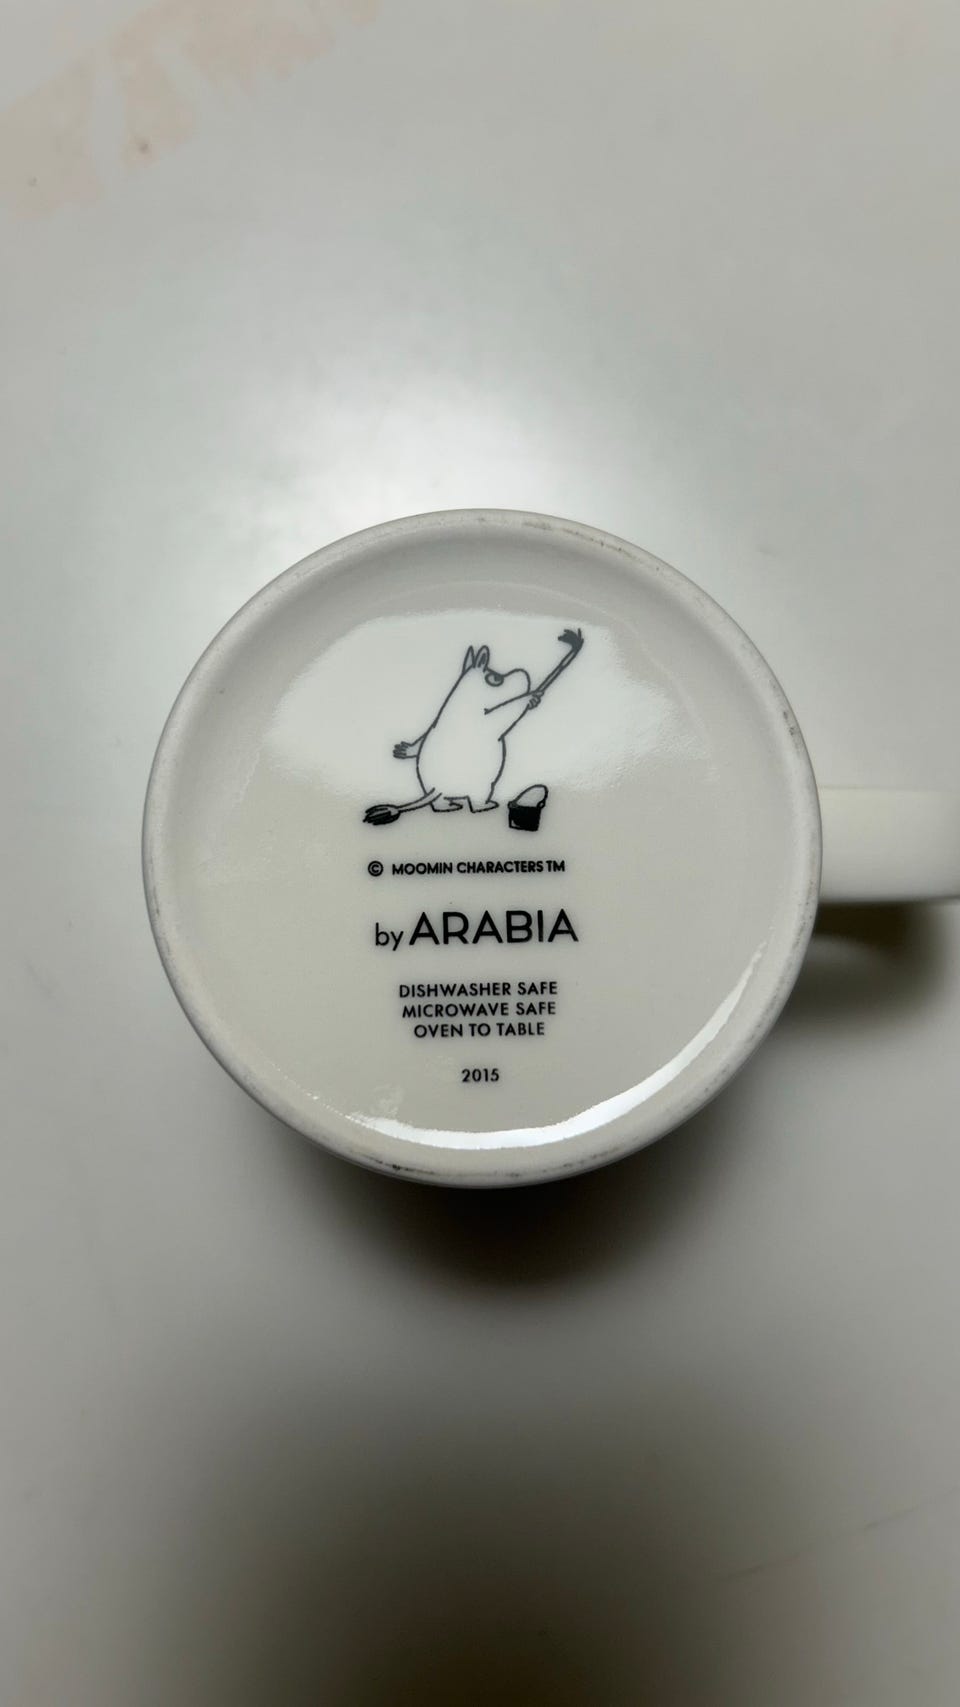 © MOOMIN CHARACTERS TM
by ARABIA
DISHWASHER SAFE
MICROWAVE SAFE
OVEN TO TABLE
2015